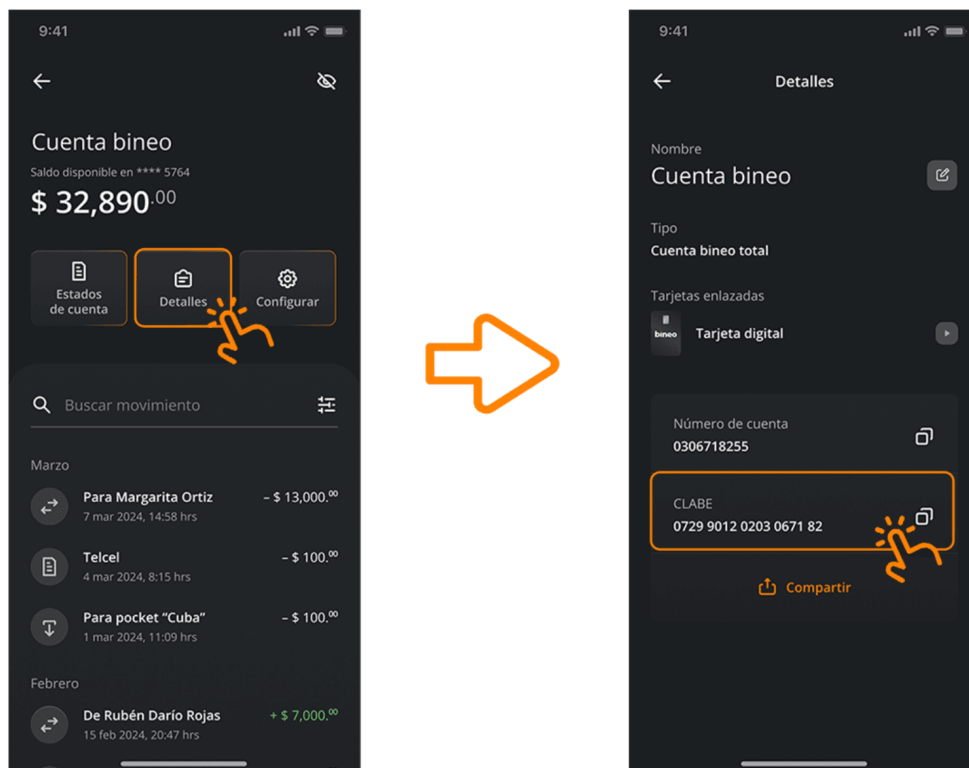 9:41
Cuenta bineo
Saldo disponible en **** 5764
$ 32,890.00
Estados
de cuenta
Detalles
Configurar
Buscar movimiento
Marzo
Para Margarita Ortiz
– $ 13,000.00
7 mar 2024, 14:58 hrs
Telcel
– $ 100.00
4 mar 2024, 8:15 hrs
Para pocket “Cuba”
– $ 100.00
1 mar 2024, 11:09 hrs
Febrero
De Rubén Darío Rojas
+ $ 7,000.00
15 feb 2024, 20:47 hrs
9:41
Detalles
Nombre
Cuenta bineo
Tipo
Cuenta bineo total
Tarjetas enlazadas
bineo
Tarjeta digital
Número de cuenta
0306718255
CLABE
0729 9012 0203 0671 82
Compartir